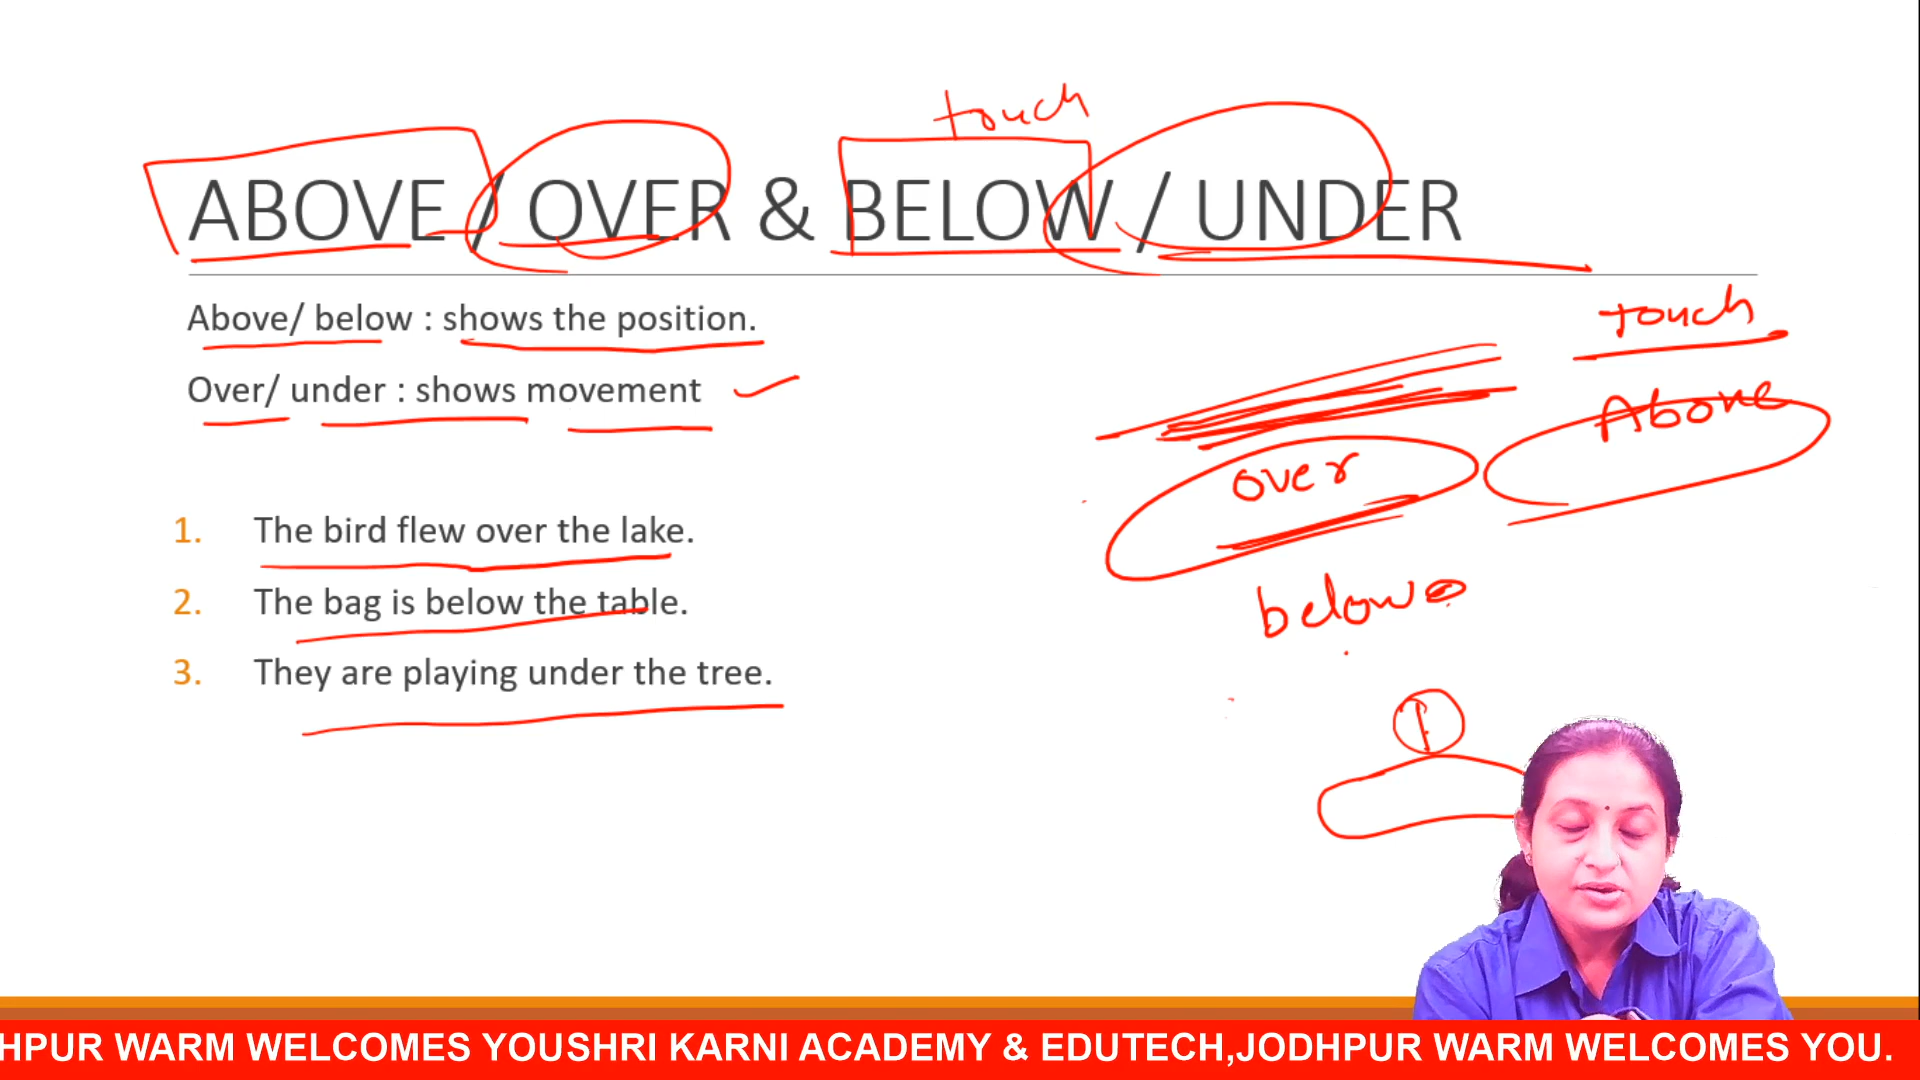 touch
ABOVE / OVER & BELOW / UNDER
Above/ below : shows the position.
touch
Over/ under : shows movement
Above
over
1. The bird flew over the lake.
below
2. The bag is below the table.
3. They are playing under the tree.
HPUR WARM WELCOMES YOUSHRI KARNI ACADEMY & EDUTECH,JODHPUR WARM WELCOMES YOU.